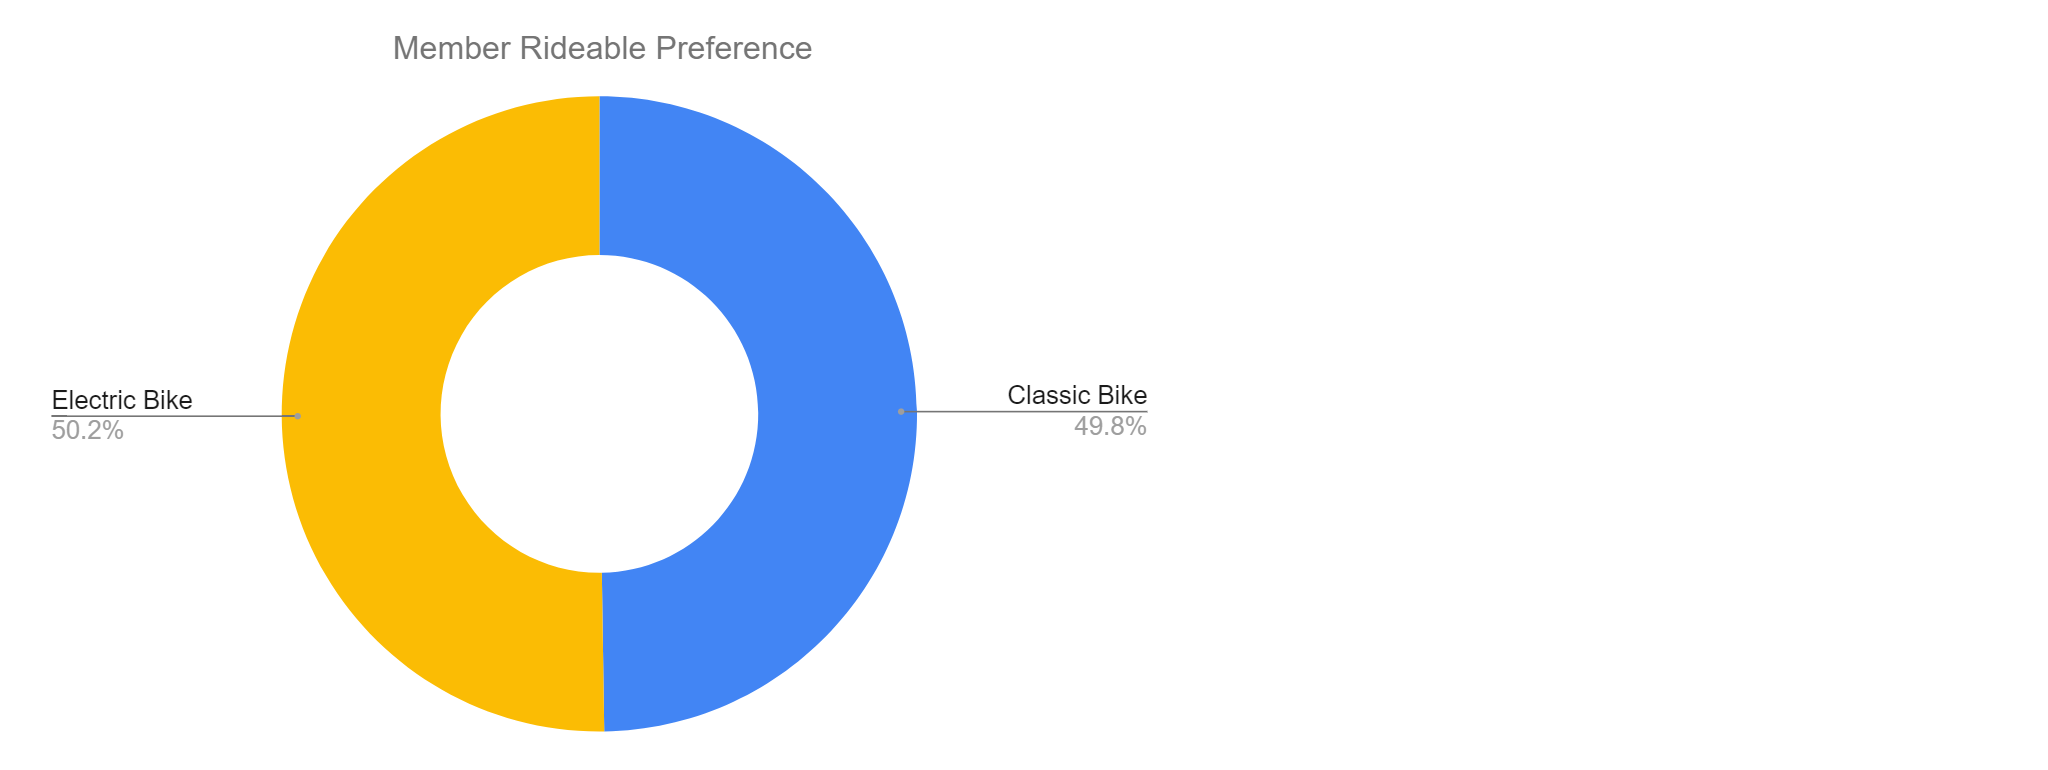 Member Rideable Preference
Electric Bike
50.2%
Classic Bike
49.8%